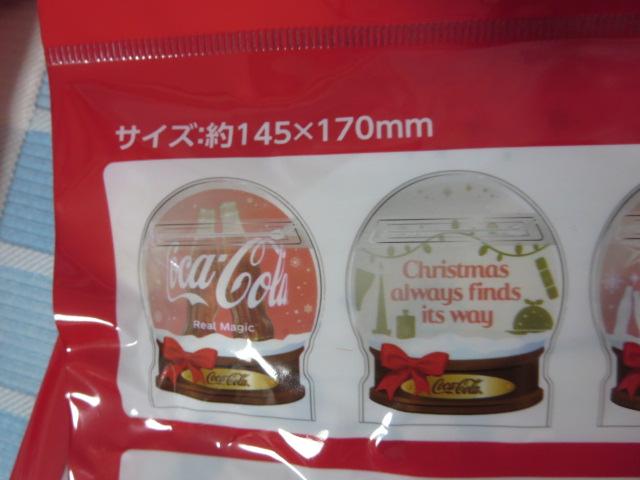 サイズ:約145×170mm
Coca-Cola
Real Magic
Coca-Cola
Christmas
always finds
its way
Coca-Cola